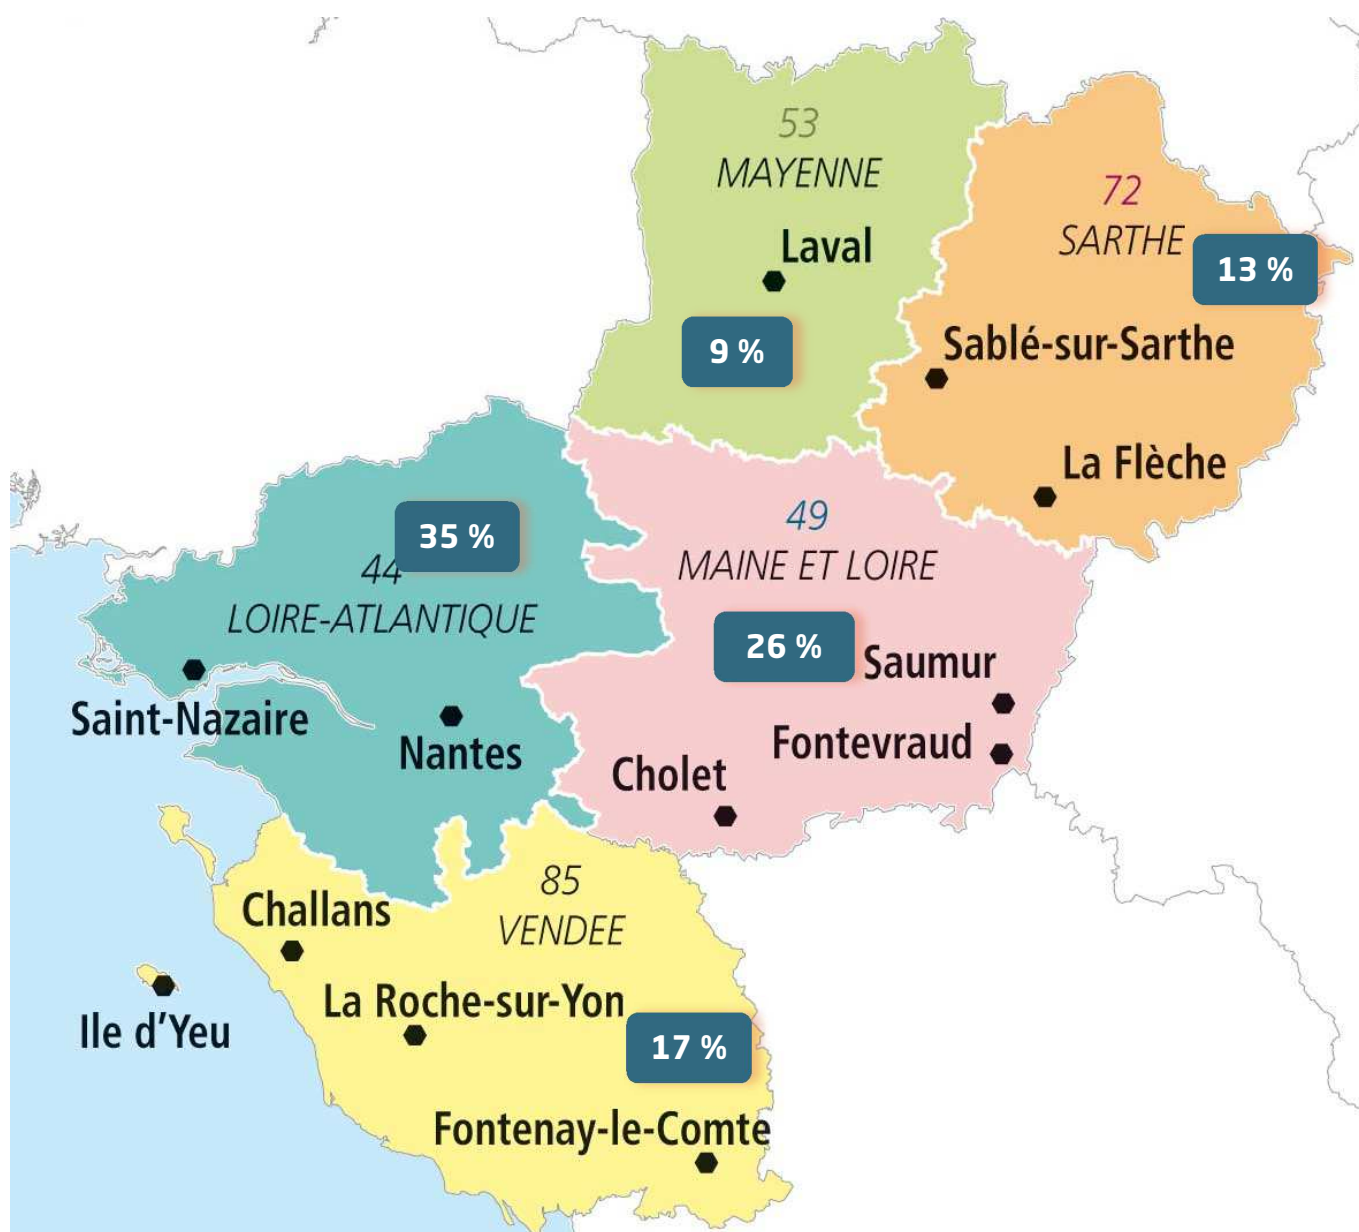 53
MAYENNE
Laval
9 %
72
SARTHE
13 %
Sablé-sur-Sarthe
La Flèche
35 %
44
LOIRE-ATLANTIQUE
Saint-Nazaire
Nantes
49
MAINE ET LOIRE
26 %
Saumur
Fontevraud
Cholet
85
VENDEE
Challans
La Roche-sur-Yon
Ile d’Yeu
17 %
Fontenay-le-Comte